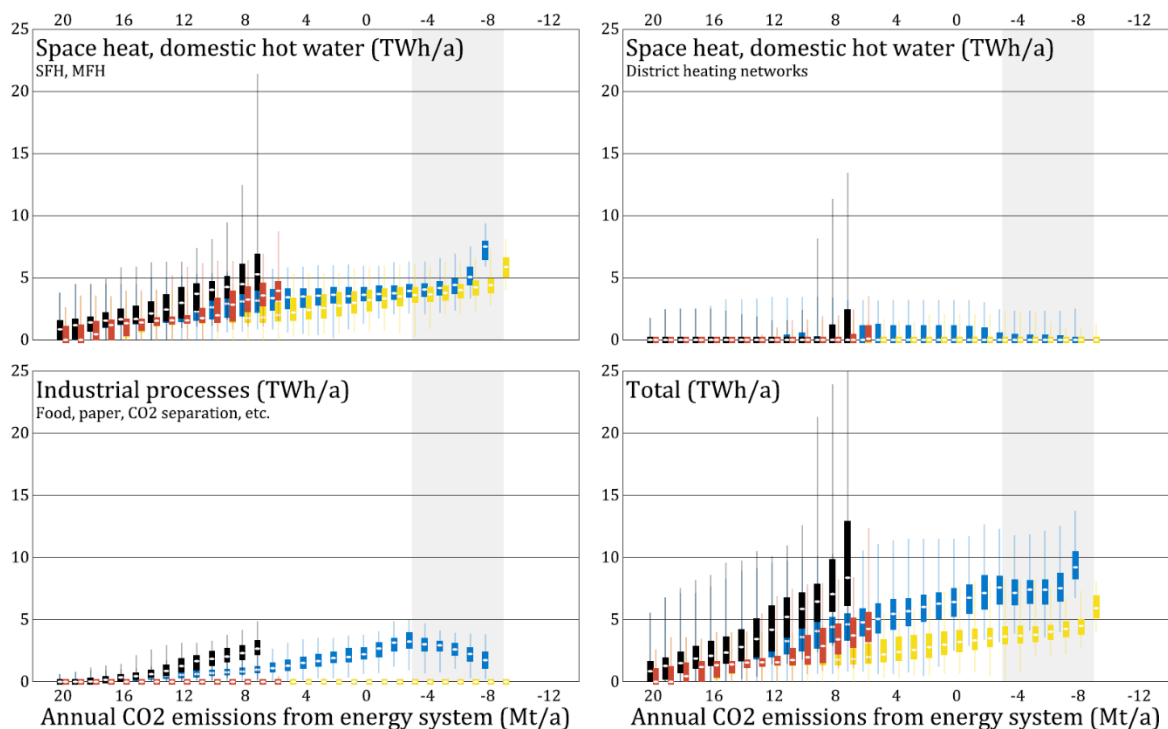 20 16 12 8 4 0 -4 -8 -12
20 16 12 8 4 0 -4 -8 -12
25
Space heat, domestic hot water (TWh/a)
SFH, MFH
20
15
10
5
0
25
Space heat, domestic hot water (TWh/a)
District heating networks
20
15
10
5
0
25
Industrial processes (TWh/a)
Food, paper, CO2 separation, etc.
20
15
10
5
0
20 16 12 8 4 0 -4 -8 -12
Annual CO2 emissions from energy system (Mt/a)
25
Total (TWh/a)
20
15
10
5
0
20 16 12 8 4 0 -4 -8 -12
Annual CO2 emissions from energy system (Mt/a)